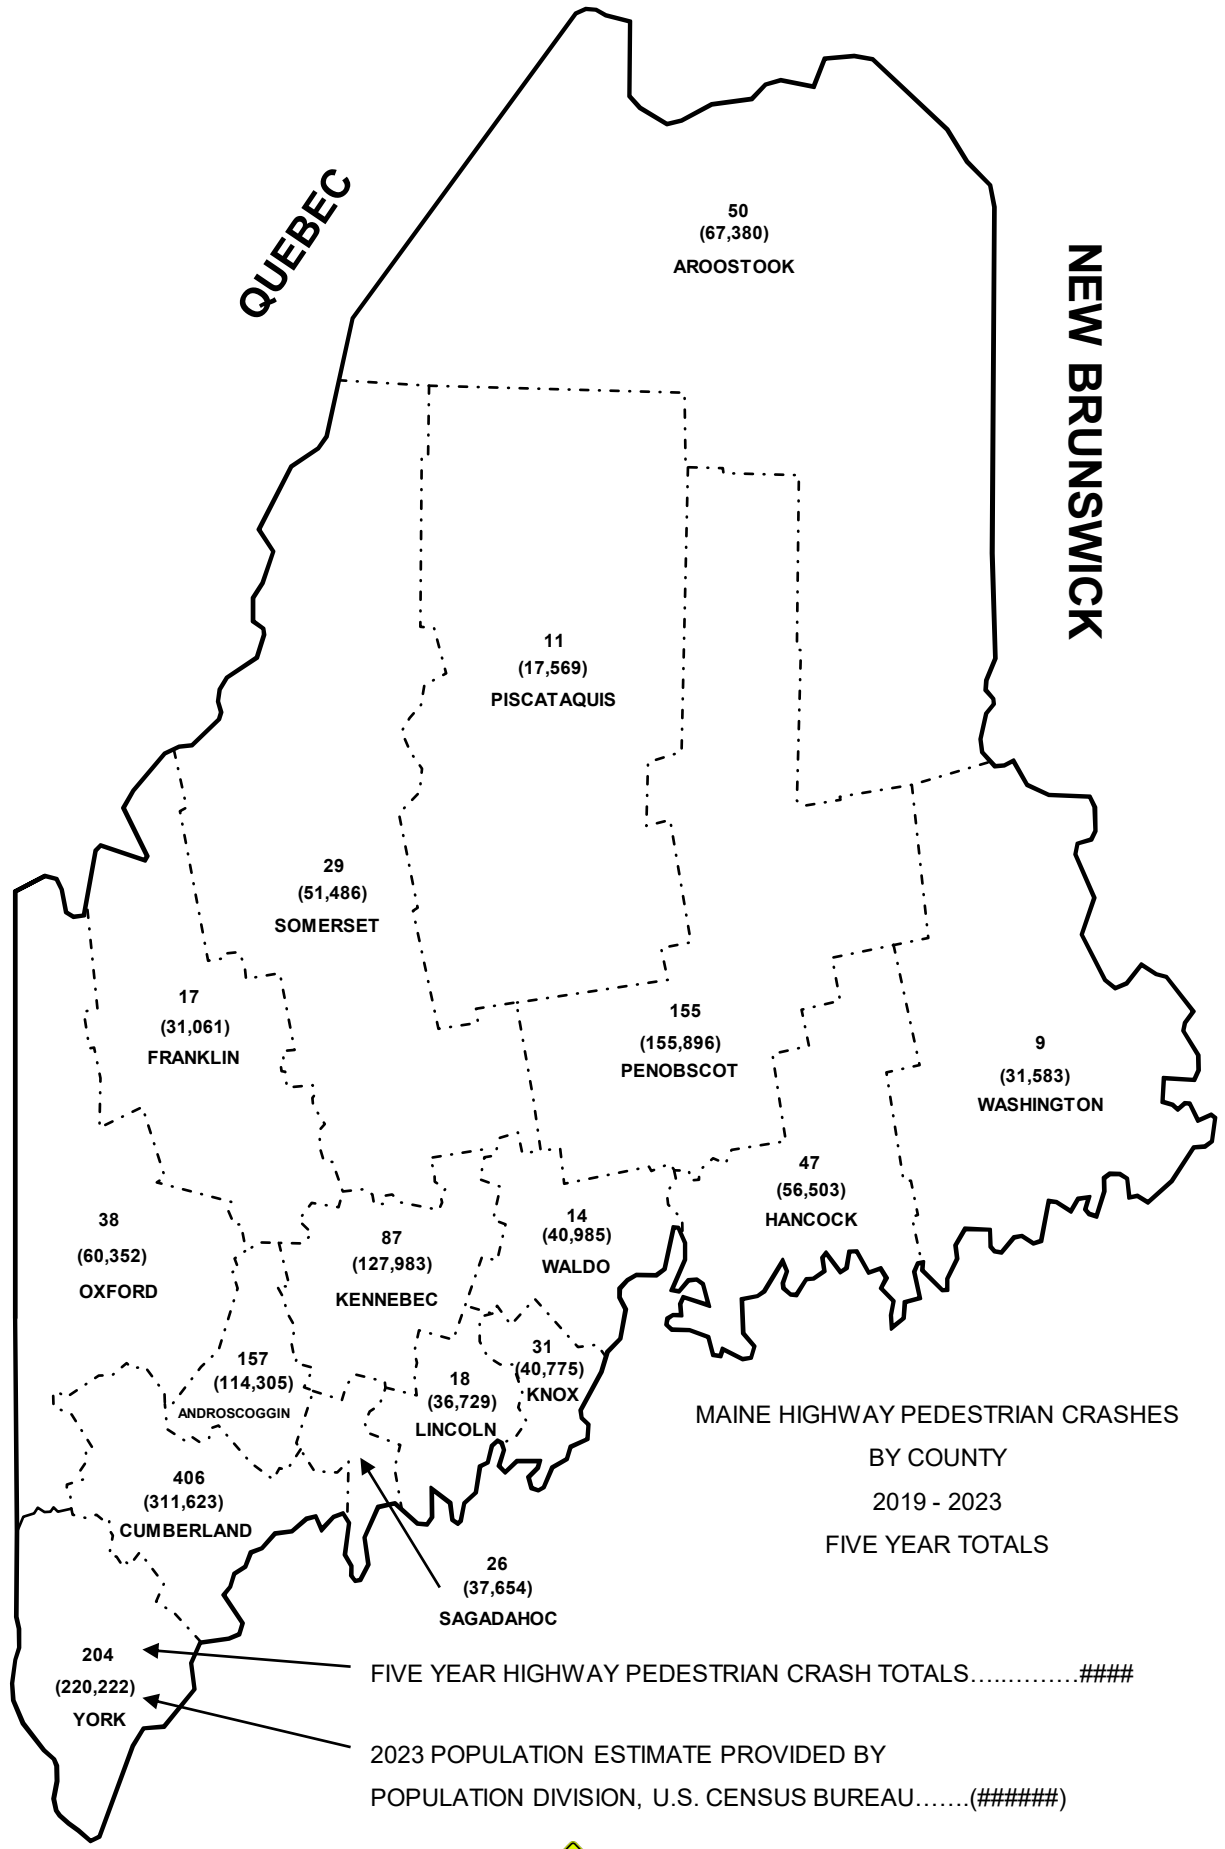 QUEBEC
NEW BRUNSWICK
50
(67,380)
AROOSTOOK
11
(17,569)
PISCATAQUIS
29
(51,486)
SOMERSET
17
(31,061)
FRANKLIN
155
(155,896)
PENOBSCOT
9
(31,583)
WASHINGTON
47
(56,503)
HANCOCK
38
(60,352)
OXFORD
87
(127,983)
KENNEBEC
14
(40,985)
WALDO
157
(114,305)
ANDROSCOGGIN
18
(36,729)
LINCOLN
31
(40,775)
KNOX
406
(311,623)
CUMBERLAND
26
(37,654)
SAGADAHOC
204
(220,222)
YORK
MAINE HIGHWAY PEDESTRIAN CRASHES
BY COUNTY
2019 - 2023
FIVE YEAR TOTALS
FIVE YEAR HIGHWAY PEDESTRIAN CRASH TOTALS…..………####
2023 POPULATION ESTIMATE PROVIDED BY
POPULATION DIVISION, U.S. CENSUS BUREAU…….(######)